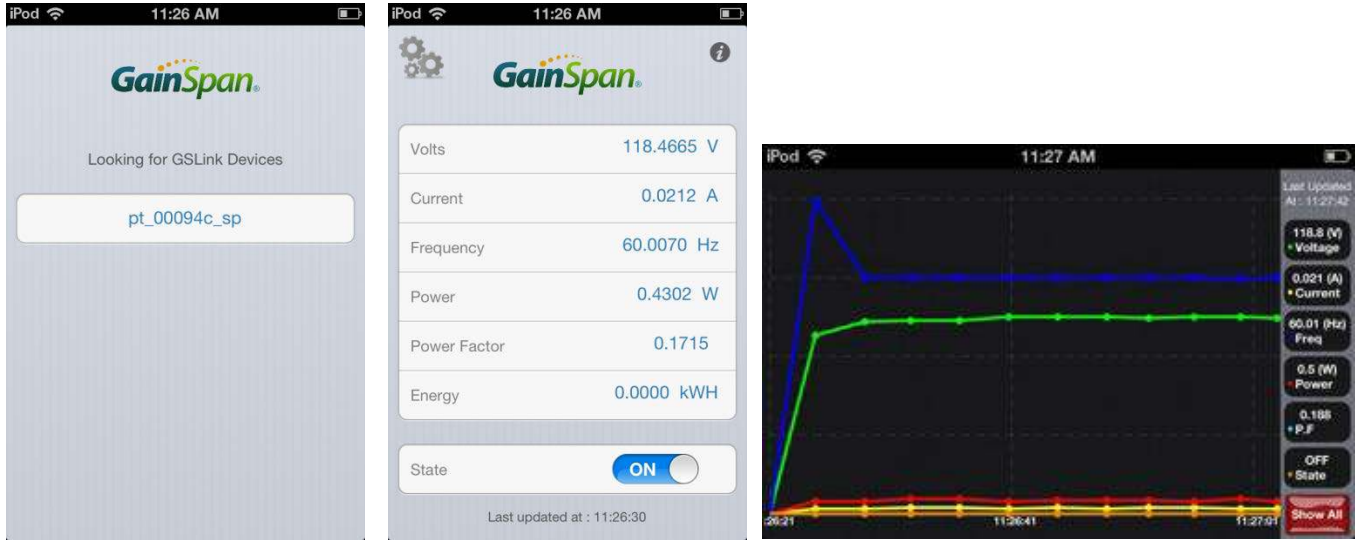 iPod 11:26 AM
GainSpan®
Looking for GSLink Devices
pt_00094c_sp
iPod 11:26 AM
GainSpan®
Volts 118.4665 V
Current 0.0212 A
Frequency 60.0070 Hz
Power 0.4302 W
Power Factor 0.1715
Energy 0.0000 kWH
State ON
Last updated at : 11:26:30
iPod 11:27 AM
Last Updated
At : 11:27:42
118.8 (V)
Voltage
0.021 (A)
Current
60.01 (Hz)
Freq
0.5 (W)
Power
0.188
P.F
OFF
State
Show All
:26:21 11:26:41 11:27:01